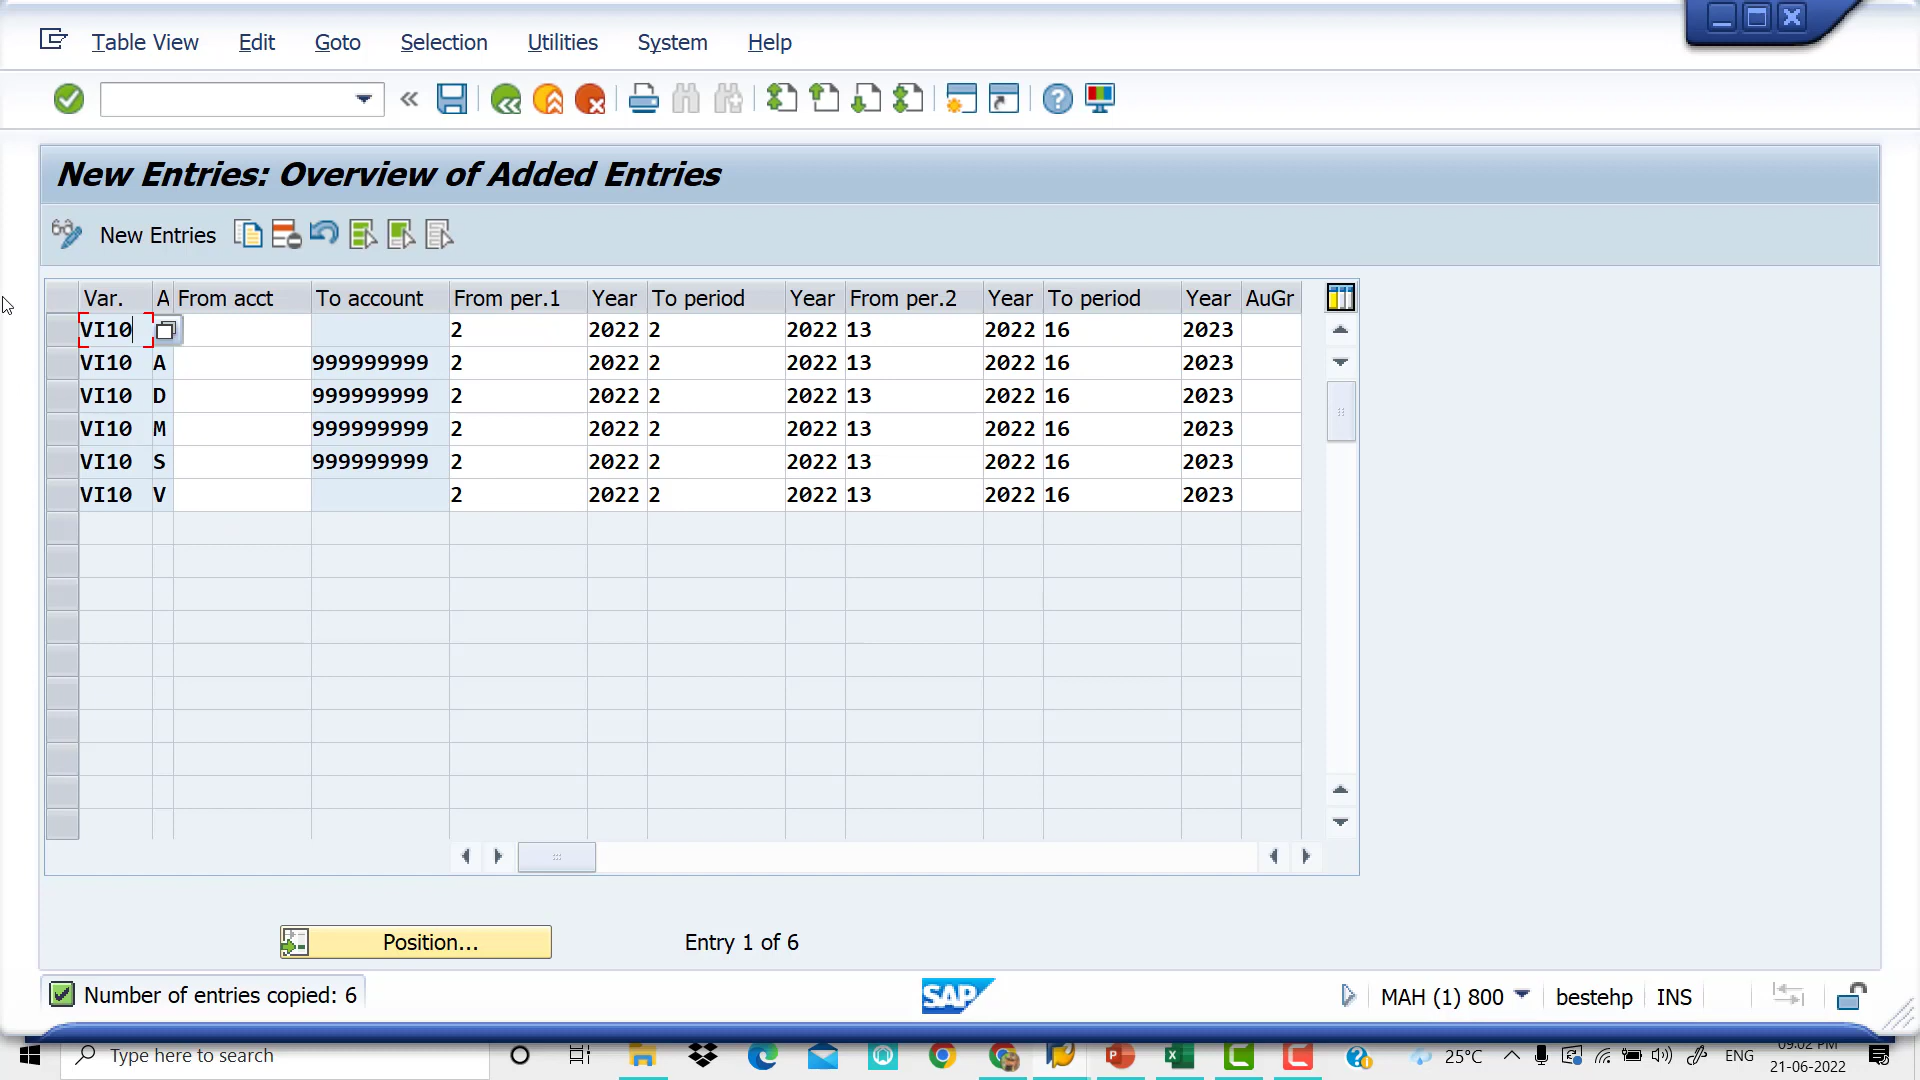 Table View Edit Goto Selection Utilities System Help
New Entries: Overview of Added Entries
New Entries
Var. A From acct To account From per.1 Year To period Year From per.2 Year To period Year AuGr
VI10 2 2022 2 2022 13 2022 16 2023
VI10 A 999999999 2 2022 2 2022 13 2022 16 2023
VI10 D 999999999 2 2022 2 2022 13 2022 16 2023
VI10 M 999999999 2 2022 2 2022 13 2022 16 2023
VI10 S 999999999 2 2022 2 2022 13 2022 16 2023
VI10 V 2 2022 2 2022 13 2022 16 2023
Position... Entry 1 of 6
Number of entries copied: 6 SAP MAH (1) 800 bestehp INS
Type here to search 25°C ENG 09:02 PM
21-06-2022